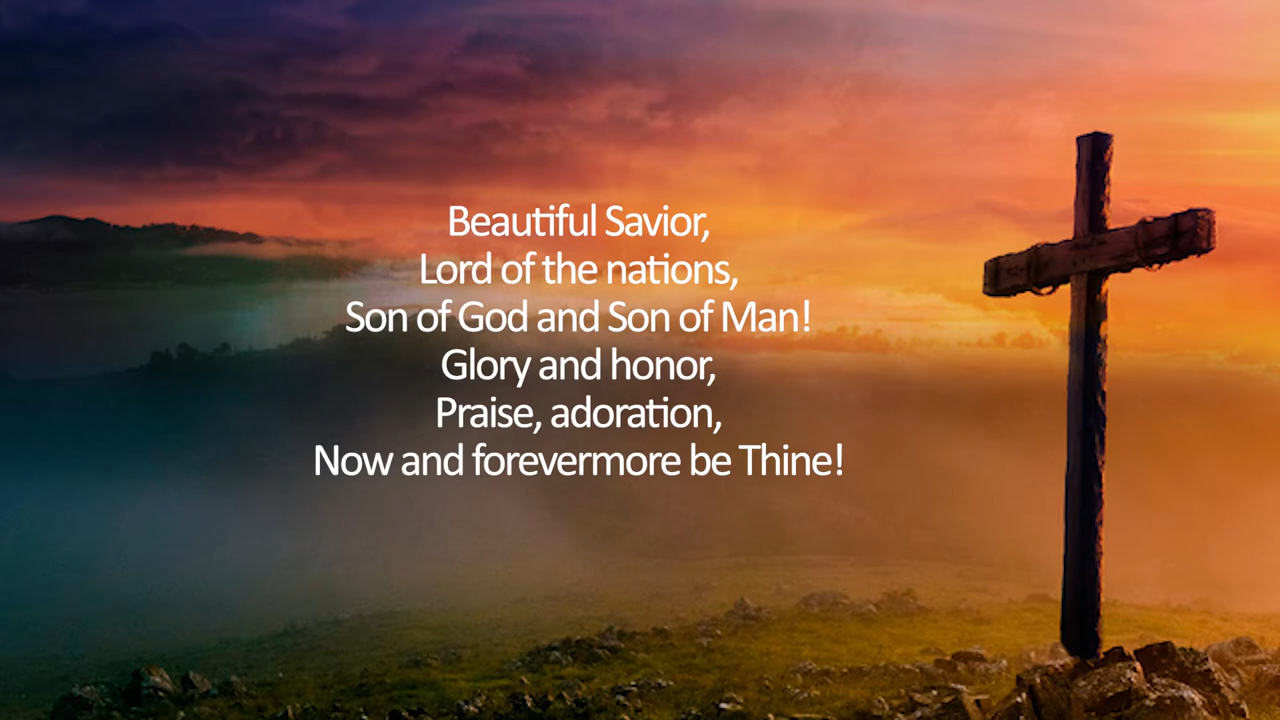 Beautiful Savior,
Lord of the nations,
Son of God and Son of Man!
Glory and honor,
Praise, adoration,
Now and forevermore be Thine!